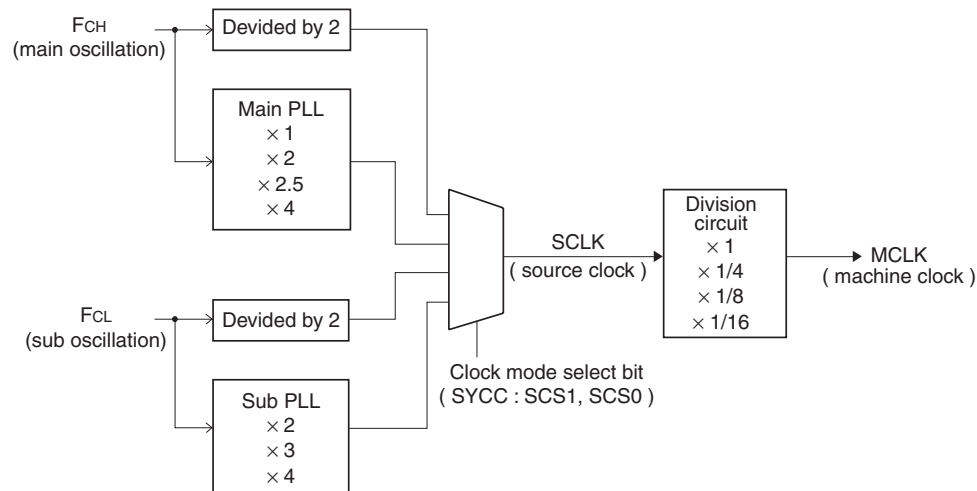 FCH
(main oscillation)
Devided by 2
Main PLL
× 1
× 2
× 2.5
× 4
FCL
(sub oscillation)
Devided by 2
Sub PLL
× 2
× 3
× 4
SCLK
( source clock )
Clock mode select bit
( SYCC : SCS1, SCS0 )
Division
circuit
× 1
× 1/4
× 1/8
× 1/16
MCLK
( machine clock )